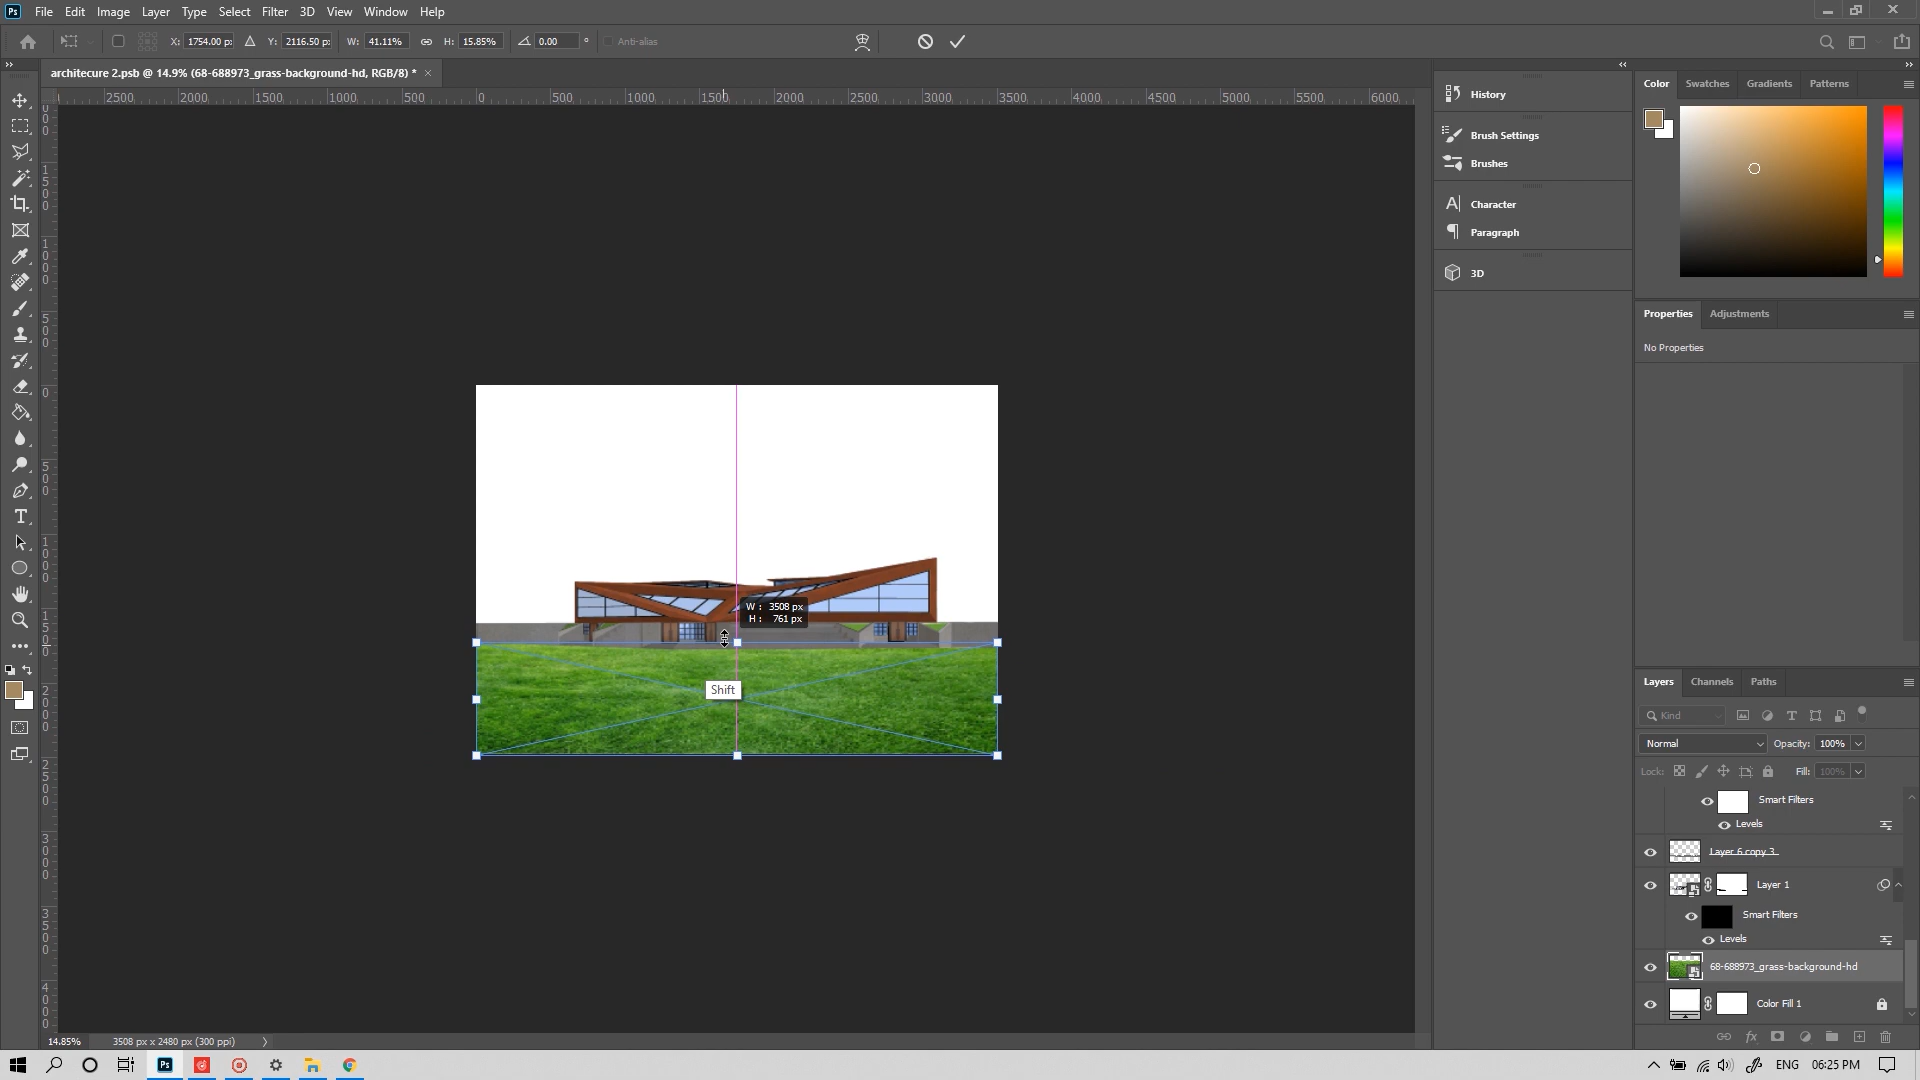 Ps File Edit Image Layer Type Select Filter 3D View Window Help
X: 1754.00 p: Y: 2116.50 p: W: 41.11% H: 15.85% 0.00 ° Anti-alias
architecure 2.psb @ 14.9% (68-688973_grass-background-hd, RGB/8) * ×
2500 2000 1500 1000 500 0 500 1000 1500 2000 2500 3000 3500 4000 4500 5000 5500 6000
History
Brush Settings
Brushes
Character
Paragraph
3D
Color Swatches Gradients Patterns
Properties Adjustments
No Properties
W : 3508 px
H : 761 px
Shift
Layers Channels Paths
Kind
Normal Opacity: 100%
Lock: Fill: 100%
Smart Filters
Levels
Layer 6 copy 3
Layer 1
Smart Filters
Levels
68-688973_grass-background-hd
Color Fill 1
14.85% 3508 px x 2480 px (300 ppi)
Ps ENG 06:25 PM